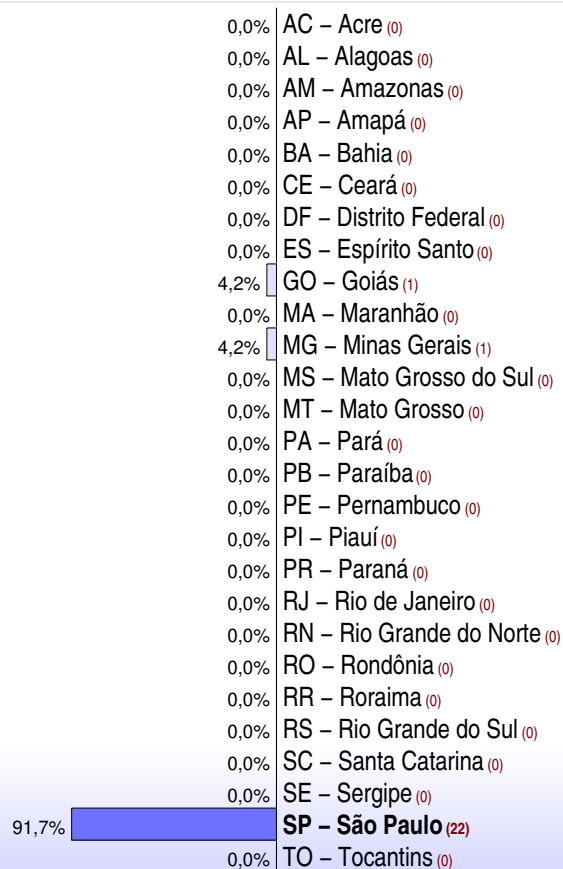 0,0% AC – Acre (0)
0,0% AL – Alagoas (0)
0,0% AM – Amazonas (0)
0,0% AP – Amapá (0)
0,0% BA – Bahia (0)
0,0% CE – Ceará (0)
0,0% DF – Distrito Federal (0)
0,0% ES – Espírito Santo (0)
4,2% GO – Goiás (1)
0,0% MA – Maranhão (0)
4,2% MG – Minas Gerais (1)
0,0% MS – Mato Grosso do Sul (0)
0,0% MT – Mato Grosso (0)
0,0% PA – Pará (0)
0,0% PB – Paraíba (0)
0,0% PE – Pernambuco (0)
0,0% PI – Piauí (0)
0,0% PR – Paraná (0)
0,0% RJ – Rio de Janeiro (0)
0,0% RN – Rio Grande do Norte (0)
0,0% RO – Rondônia (0)
0,0% RR – Roraima (0)
0,0% RS – Rio Grande do Sul (0)
0,0% SC – Santa Catarina (0)
0,0% SE – Sergipe (0)
91,7% SP – São Paulo (22)
0,0% TO – Tocantins (0)